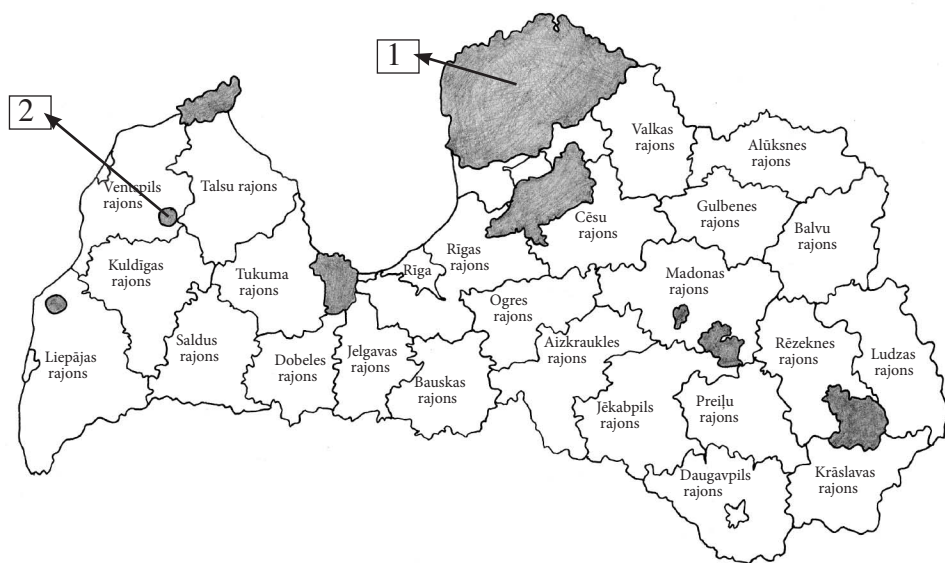 1
2
Valkas
rajons
Alūksnes
rajons
Ventspils
rajons
Talsu rajons
Gulbenes
rajons
Cēsu
rajons
Balvu
rajons
Rīgas
rajons
Kuldīgas
rajons
Tukuma
rajons
Rīga
Madonas
rajons
Ogres
rajons
Saldus
rajons
Aizkraukles
rajons
Rēzeknes
rajons
Ludzas
rajons
Liepājas
rajons
Dobeles
rajons
Jelgavas
rajons
Bauskas
rajons
Jēkabpils
rajons
Preiļu
rajons
Daugavpils
rajons
Krāslavas
rajons